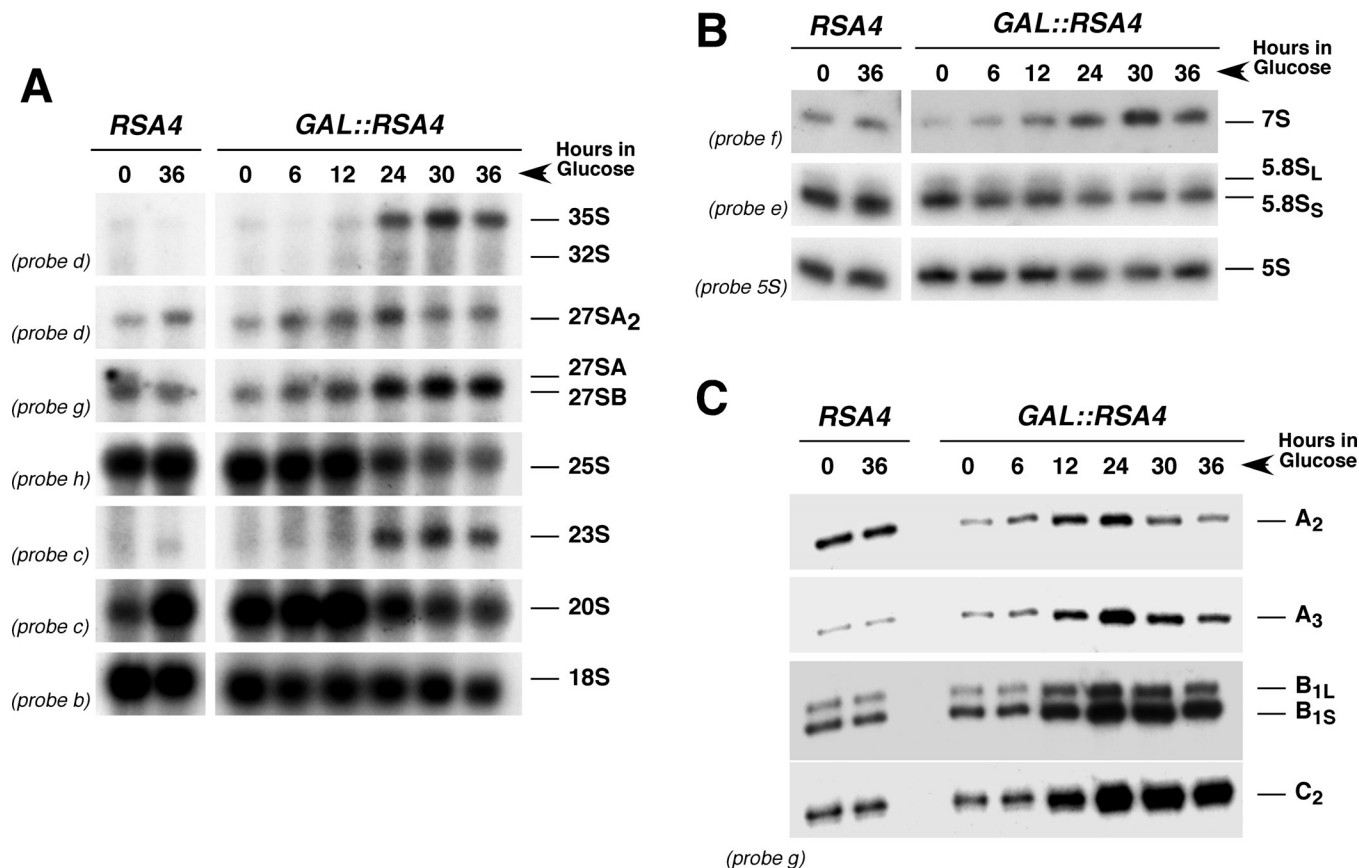 A
RSA4 GAL::RSA4
Hours in
Glucose
0 36 0 6 12 24 30 36
35S
32S
(probe d)
27SA2
(probe d)
27SA
27SB
(probe g)
25S
(probe h)
23S
(probe c)
20S
(probe c)
18S
(probe b)
B
RSA4 GAL::RSA4
Hours in
Glucose
0 36 0 6 12 24 30 36
7S
(probe f)
5.8SL
5.8SS
(probe e)
5S
(probe 5S)
C
RSA4 GAL::RSA4
Hours in
Glucose
0 36 0 6 12 24 30 36
A2
A3
B1L
B1S
C2
(probe g)